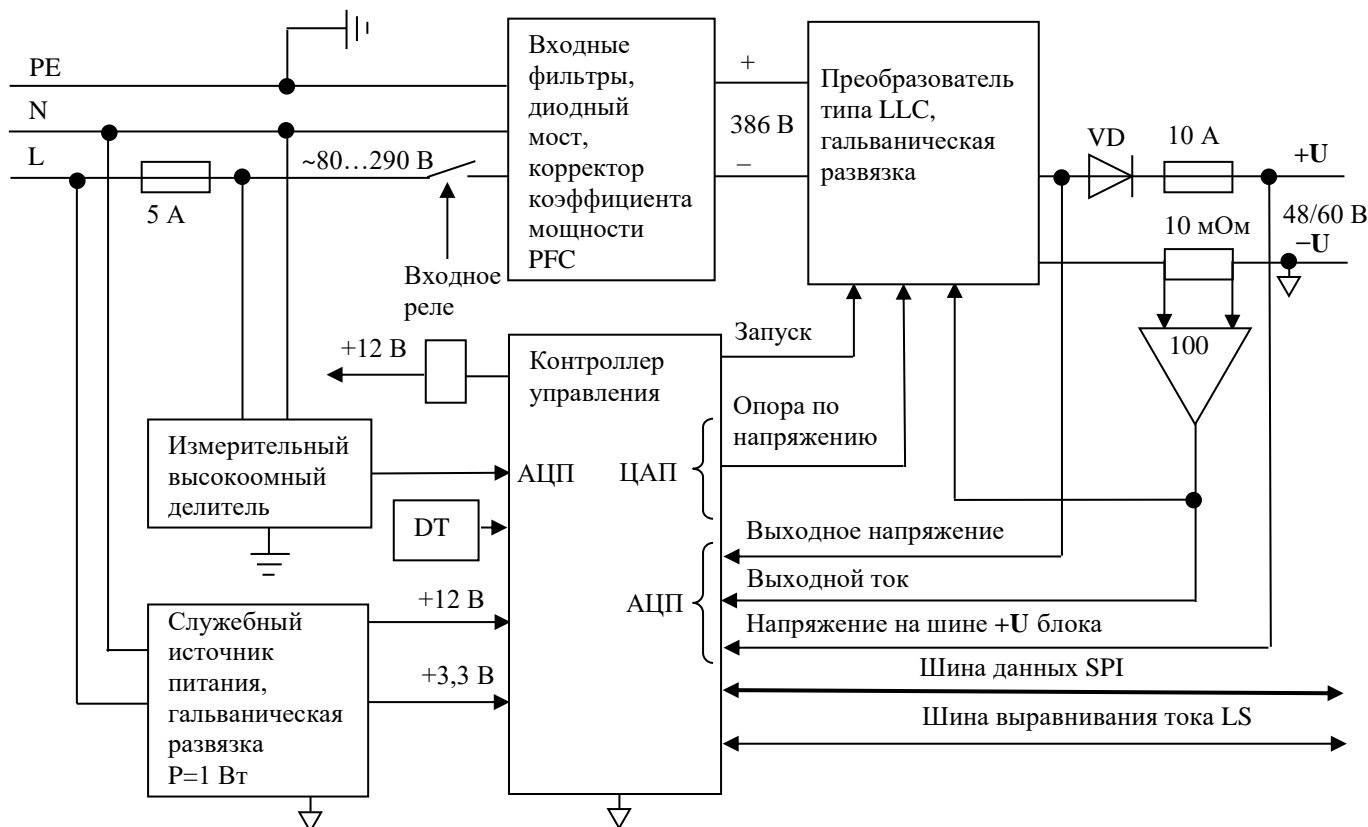 PE
N
L
5 А
~80…290 В
Входное
реле
Входные
фильтры,
диодный
мост,
корректор
коэффициента
мощности
PFC
+
386 В
−
Преобразователь
типа LLC,
гальваническая
развязка
VD
10 А
+U
48/60 В
−U
10 мОм
100
+12 В
Контроллер
управления
Запуск
Опора по
напряжению
ЦАП
Измерительный
высокоомный
делитель
АЦП
DT
Выходное напряжение
Выходной ток
АЦП
Напряжение на шине +U блока
Шина данных SPI
Шина выравнивания тока LS
Служебный
источник
питания,
гальваническая
развязка
P=1 Вт
+12 В
+3,3 В